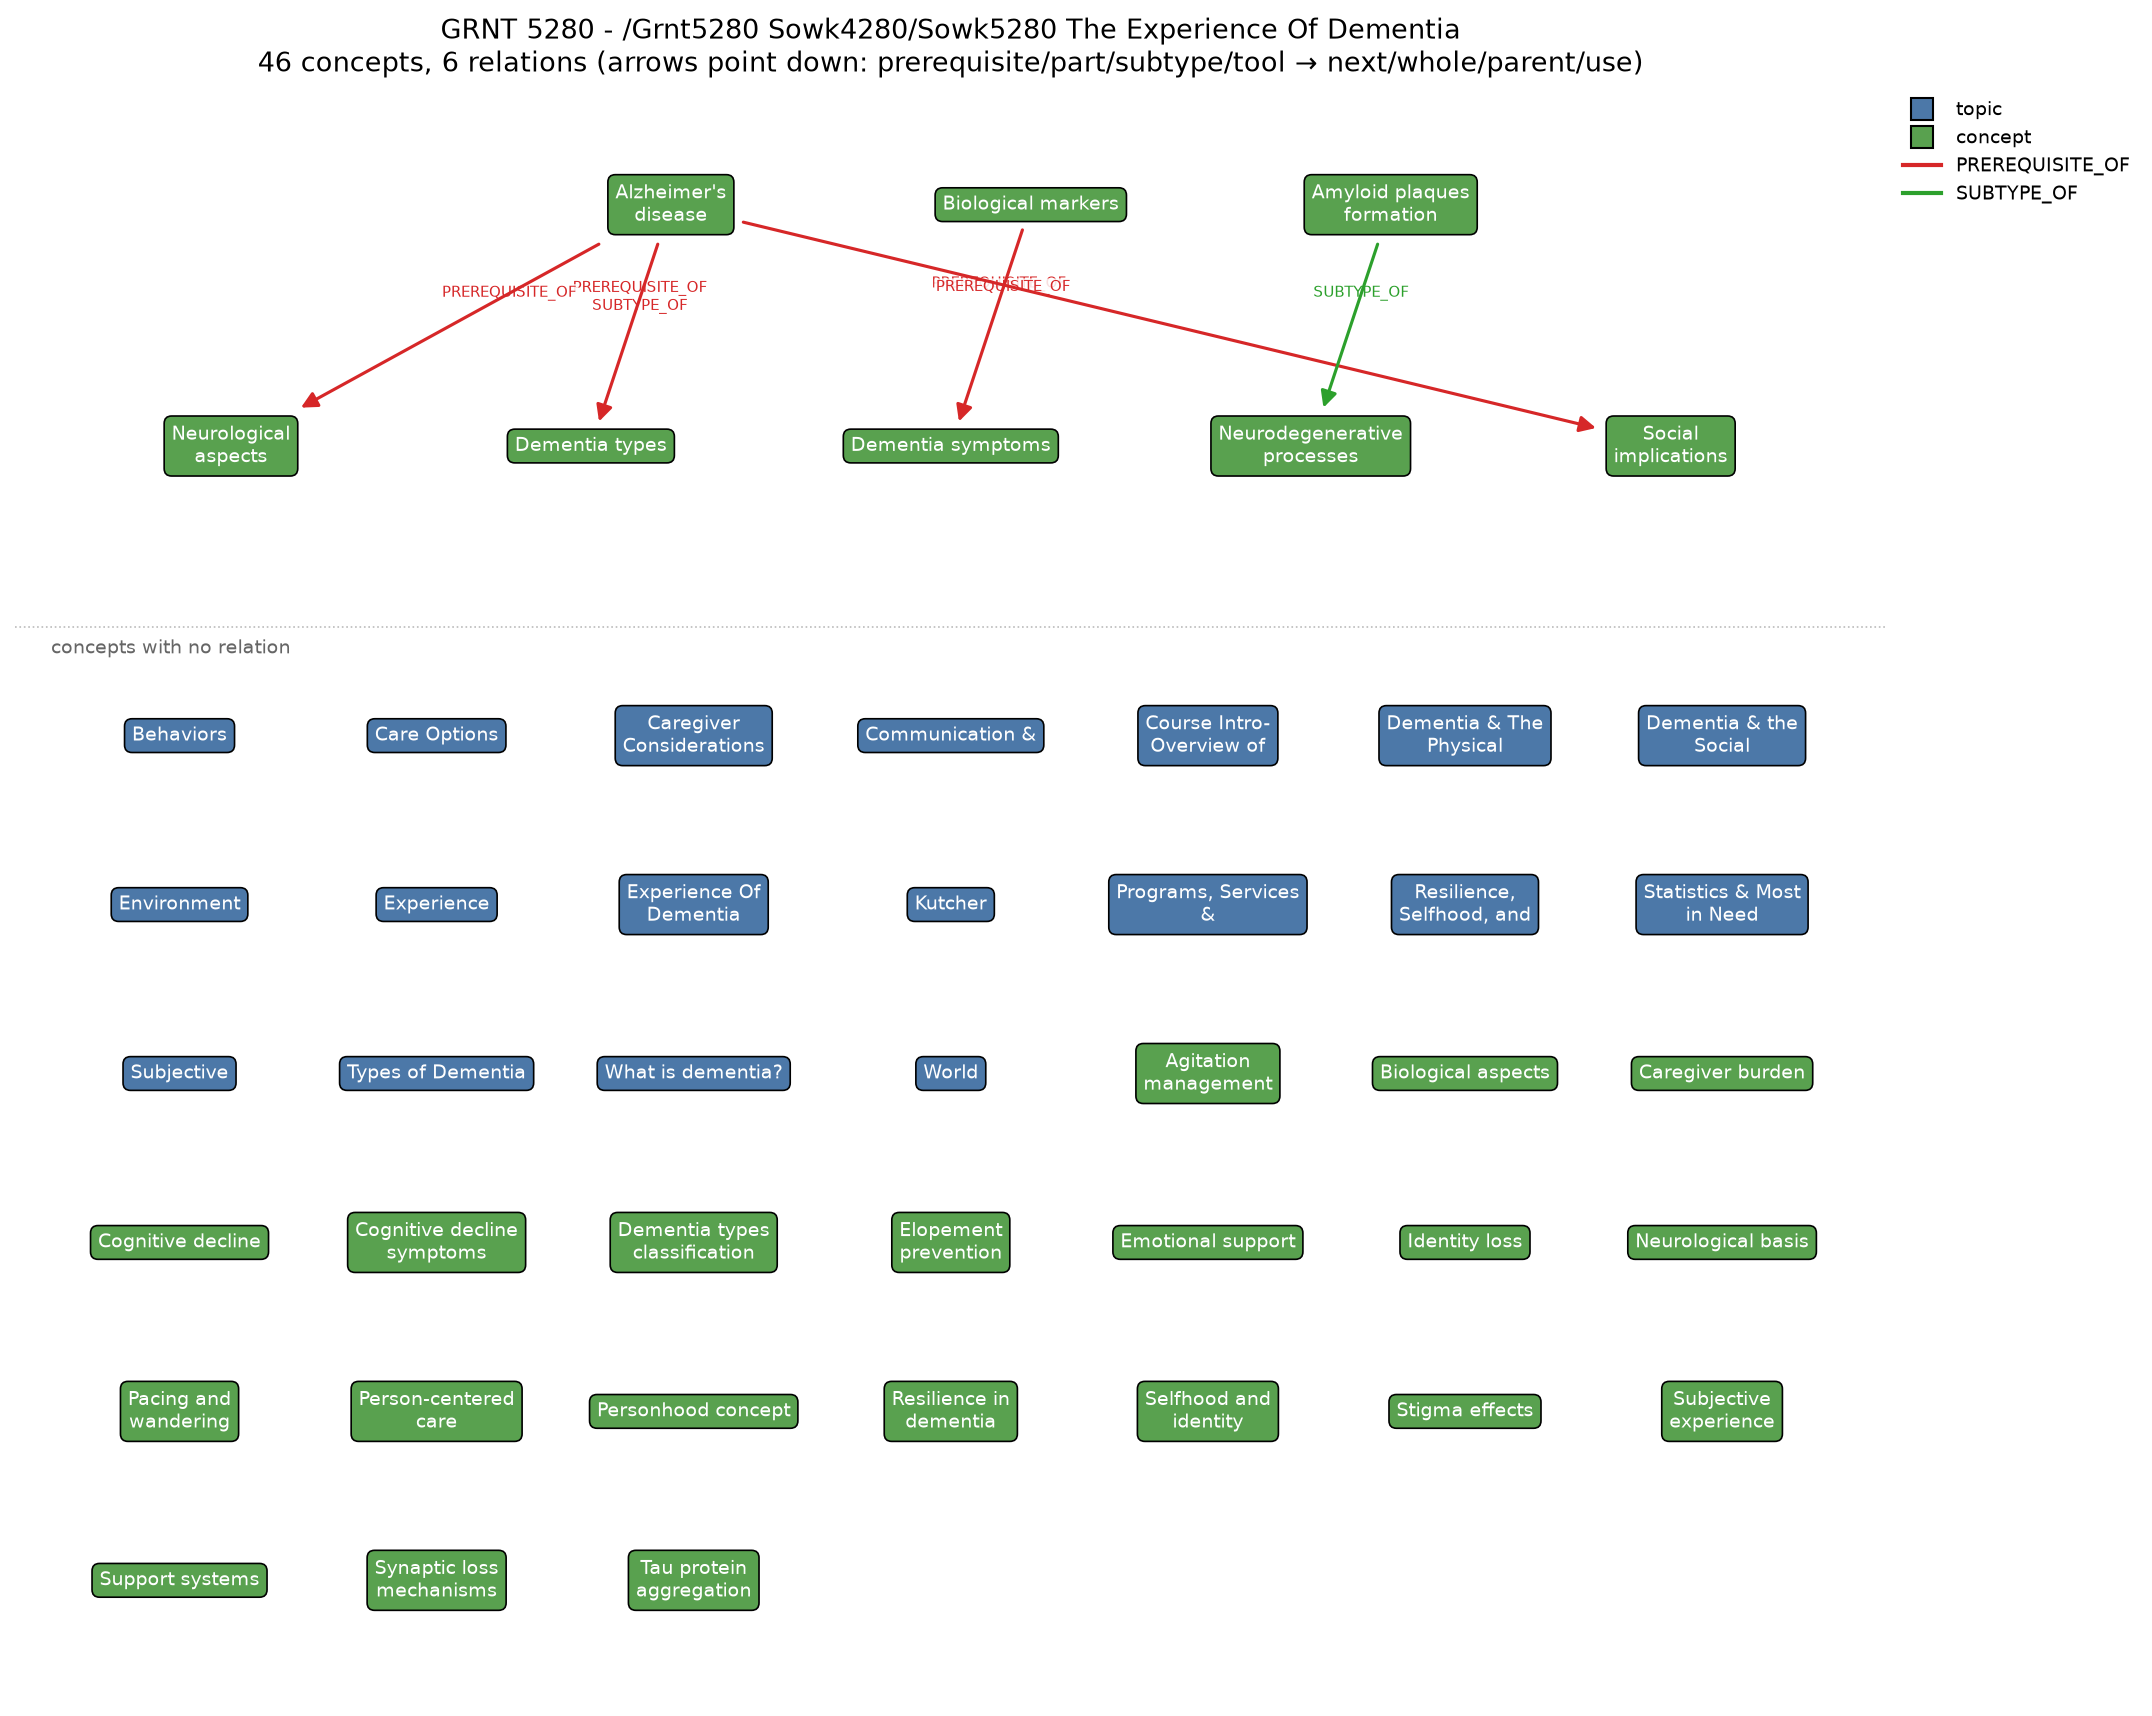 GRNT 5280 - /Grnt5280 Sowk4280/Sowk5280 The Experience Of Dementia
46 concepts, 6 relations (arrows point down: prerequisite/part/subtype/tool → next/whole/parent/use)
topic
concept
PREREQUISITE_OF
SUBTYPE_OF
Alzheimer's
disease
Biological markers
Amyloid plaques
formation
PREREQUISITE_OF
PREREQUISITE_OF
SUBTYPE_OF
PREREQUISITE_OF
PREREQUISITE_OF
SUBTYPE_OF
Neurological
aspects
Dementia types
Dementia symptoms
Neurodegenerative
processes
Social
implications
concepts with no relation
Behaviors
Care Options
Caregiver
Considerations
Communication &
Course Intro-
Overview of
Dementia & The
Physical
Dementia & the
Social
Environment
Experience
Experience Of
Dementia
Kutcher
Programs, Services
&
Resilience,
Selfhood, and
Statistics & Most
in Need
Subjective
Types of Dementia
What is dementia?
World
Agitation
management
Biological aspects
Caregiver burden
Cognitive decline
Cognitive decline
symptoms
Dementia types
classification
Elopement
prevention
Emotional support
Identity loss
Neurological basis
Pacing and
wandering
Person-centered
care
Personhood concept
Resilience in
dementia
Selfhood and
identity
Stigma effects
Subjective
experience
Support systems
Synaptic loss
mechanisms
Tau protein
aggregation